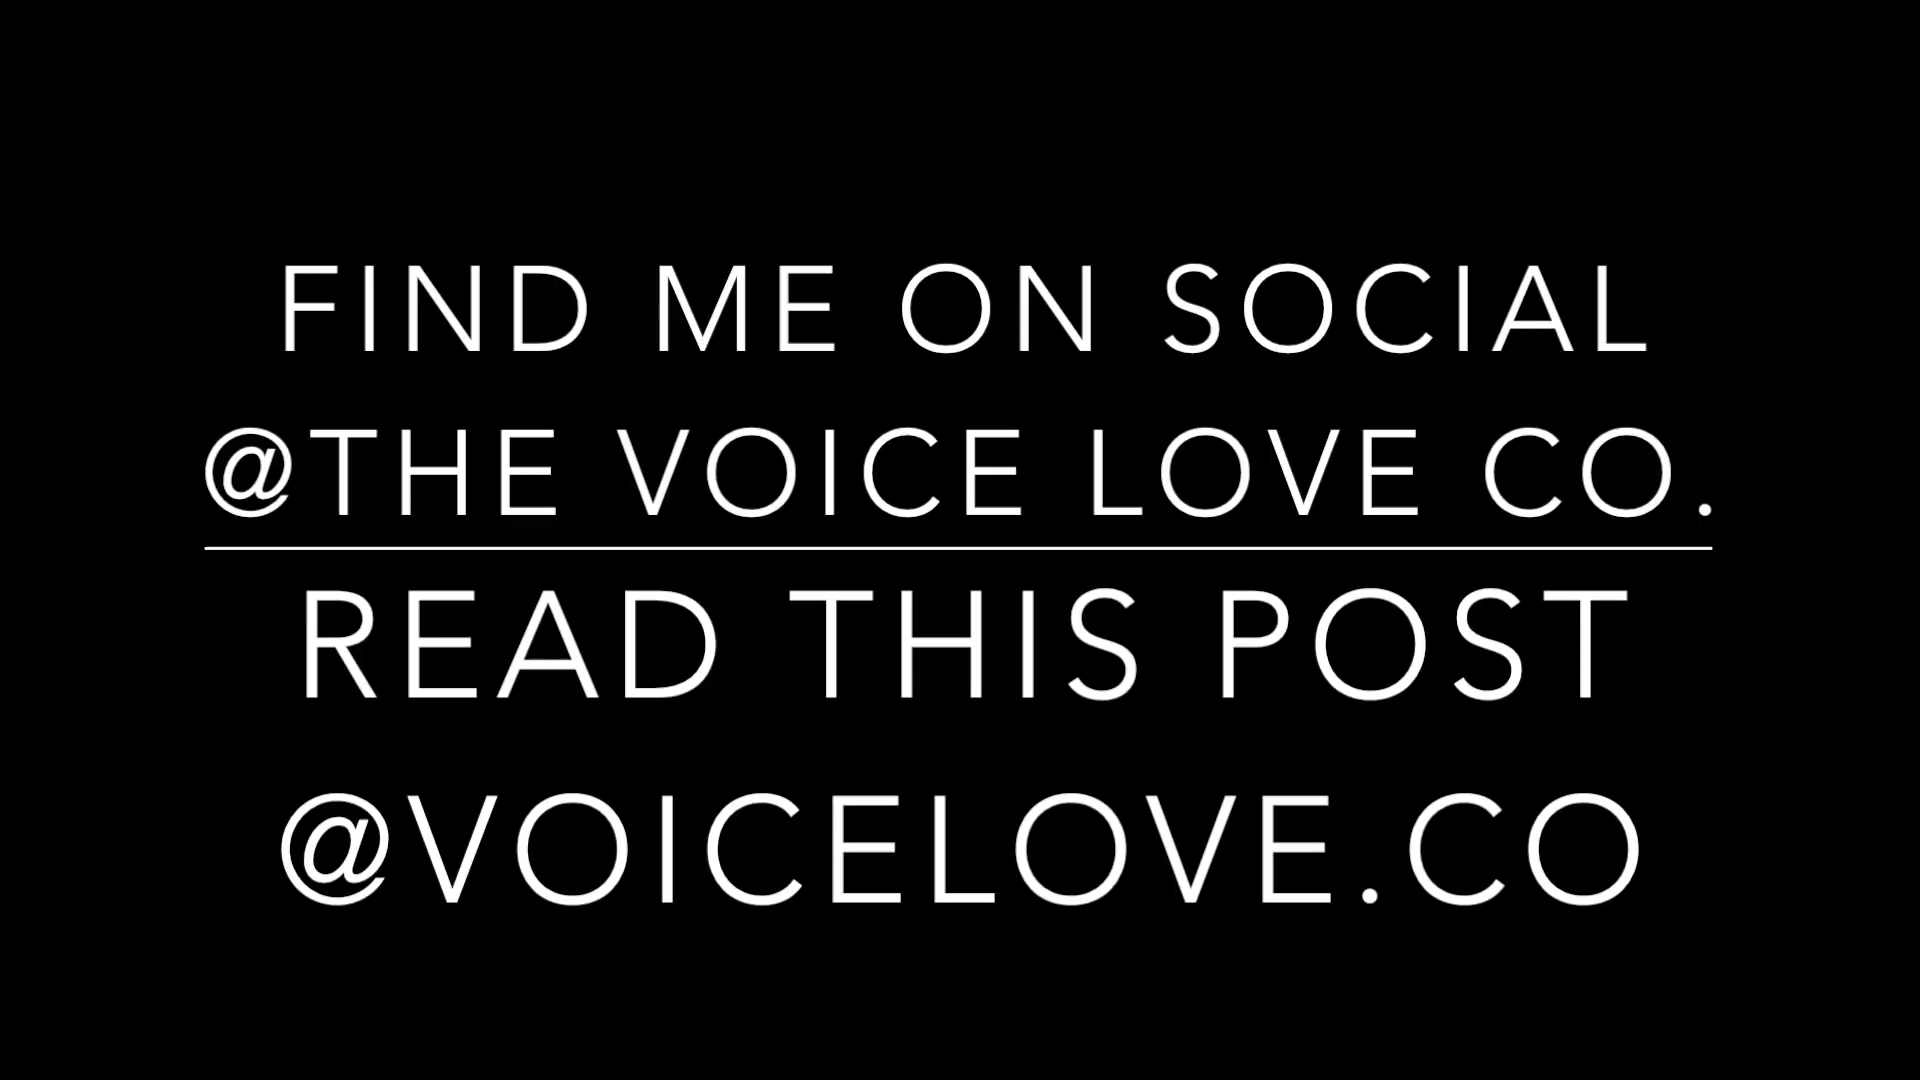 FIND ME ON SOCIAL
@THE VOICE LOVE CO.
READ THIS POST
@VOICELOVE.CO